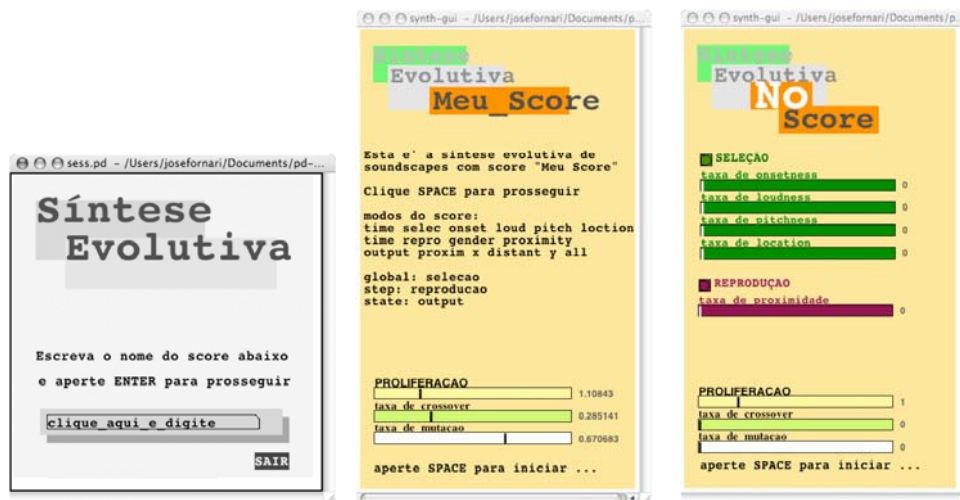 sess.pd - /Users/josefornari/Documents/pd-...
Síntese
Evolutiva
Escreva o nome do score abaixo
e aperte ENTER para prosseguir
clique_aqui_e_digite
SAIR
synth-gui - /Users/josefornari/Documents/p...
Síntese
Evolutiva
Meu_Score
Esta e´ a sintese evolutiva de
soundscapes com score "Meu Score"
Clique SPACE para prosseguir
modos do score:
time selec onset loud pitch loction
time repro gender proximity
output proxim x distant y all
global: selecao
step: reproducao
state: output
PROLIFERACAO
1.10843
taxa de crossover
0.285141
taxa de mutacao
0.670683
aperte SPACE para iniciar ...
synth-gui - /Users/josefornari/Documents/p...
Síntese
Evolutiva
No
Score
SELEÇAO
taxa de onsetness
0
taxa de loudness
0
taxa de pitchness
0
taxa de location
0
REPRODUÇAO
taxa de proximidade
0
PROLIFERACAO
1
taxa de crossover
0
taxa de mutacao
0
aperte SPACE para iniciar ...